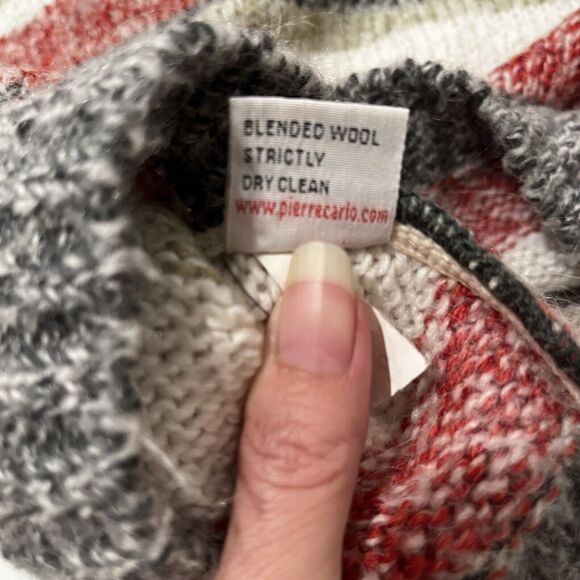 BLENDED WOOL
STRICTLY
DRY CLEAN
www.pierrecarlo.com